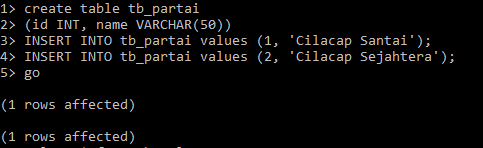 1> create table tb_partai
2> (id INT, name VARCHAR(50))
3> INSERT INTO tb_partai values (1, 'Cilacap Santai');
4> INSERT INTO tb_partai values (2, 'Cilacap Sejahtera');
5> go
(1 rows affected)
(1 rows affected)